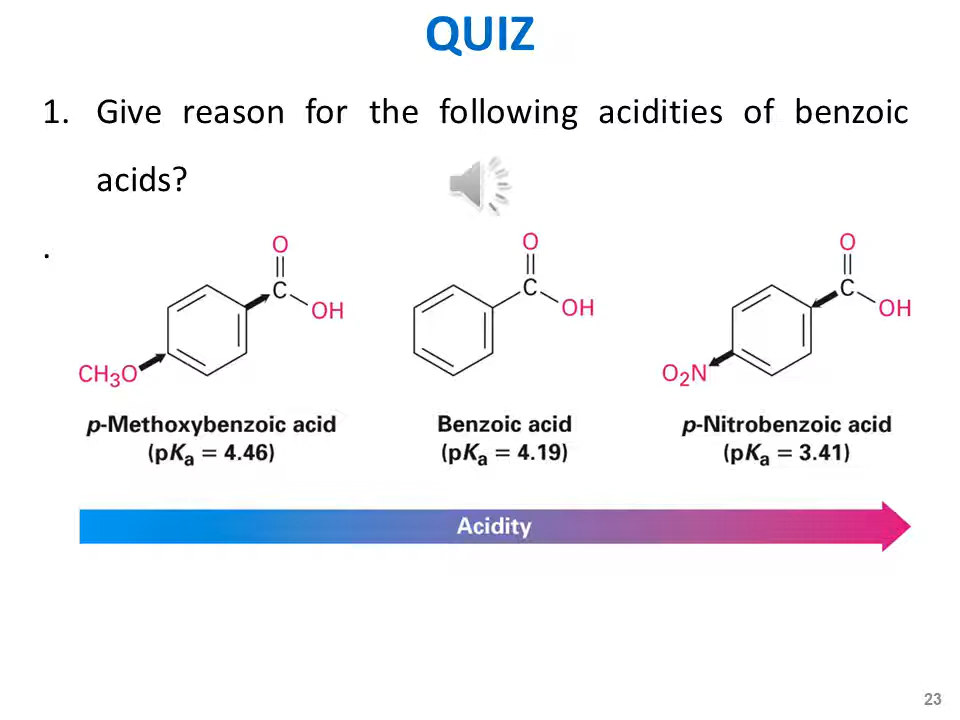 QUIZ
1. Give reason for the following acidities of benzoic
acids?
.
O
C
OH
CH3O
O
C
OH
O
C
OH
O2N
p-Methoxybenzoic acid
(pKa = 4.46)
Benzoic acid
(pKa = 4.19)
p-Nitrobenzoic acid
(pKa = 3.41)
Acidity
23